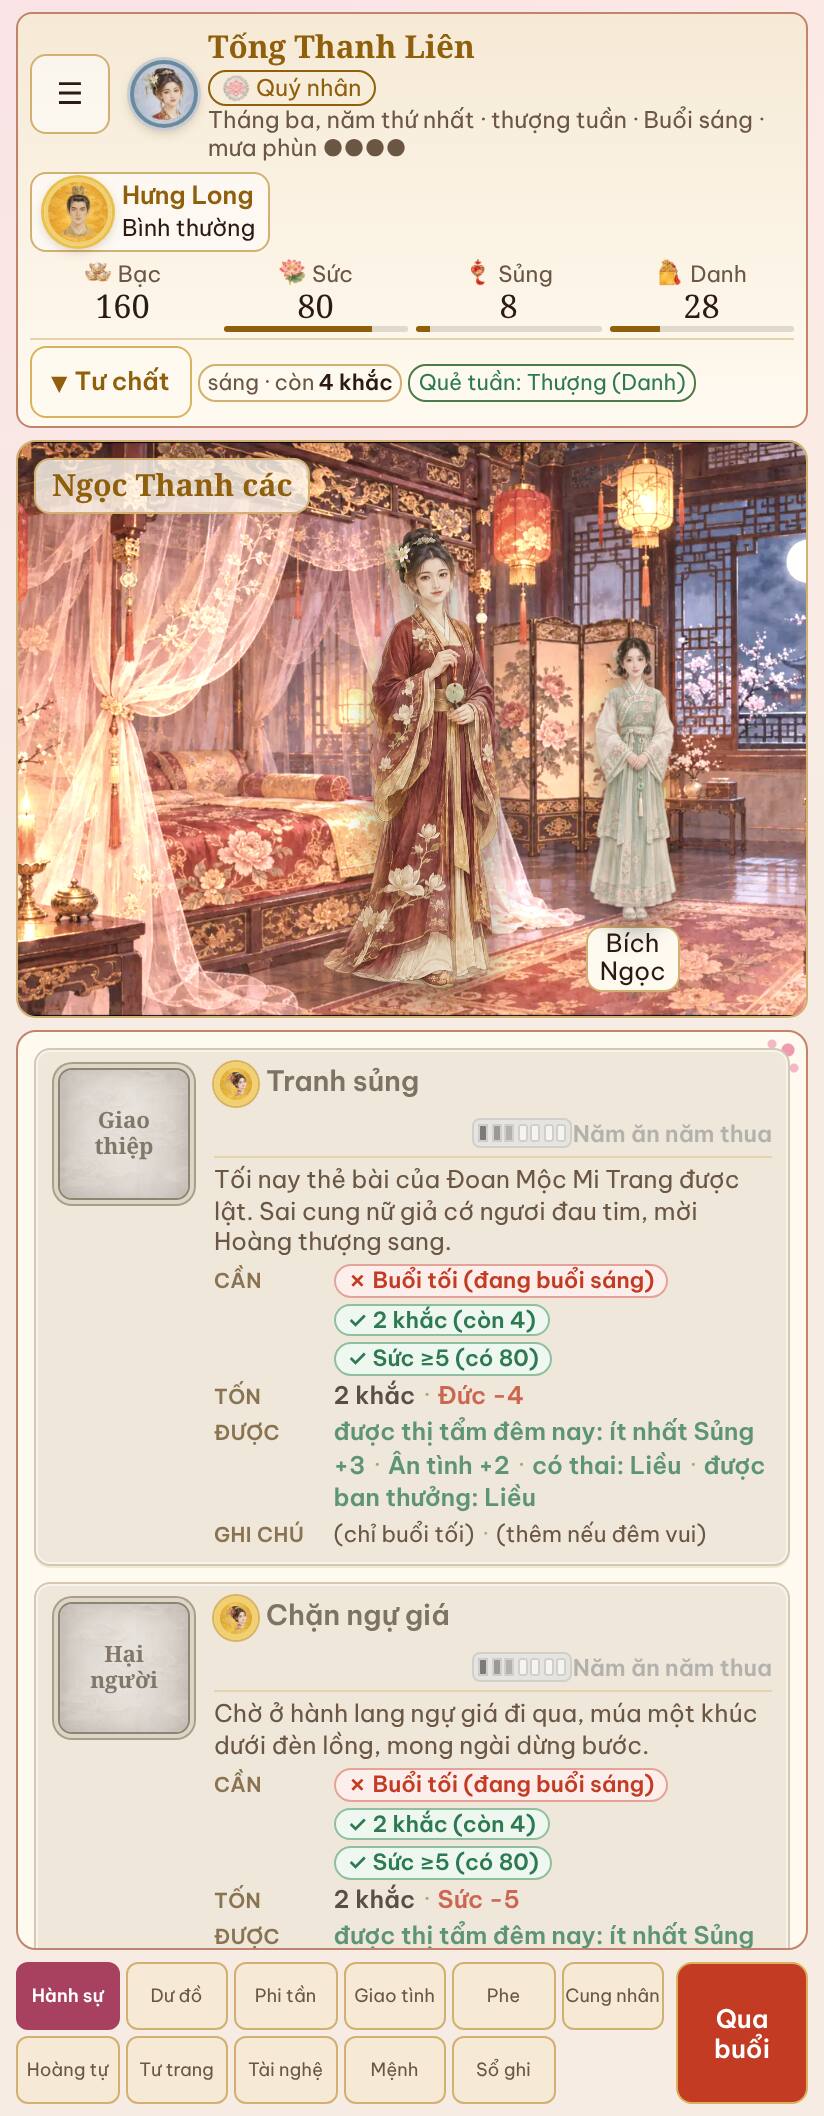 ☰
Tống Thanh Liên
Quý nhân
Tháng ba, năm thứ nhất · thượng tuần · Buổi sáng ·
mưa phùn ●●●●
Hưng Long
Bình thường
Bạc
160
Sức
80
Sủng
8
Danh
28
▼ Tư chất
sáng · còn 4 khắc
Quẻ tuần: Thượng (Danh)
Ngọc Thanh các
Bích
Ngọc
Giao
thiệp
Tranh sủng
Năm ăn năm thua
Tối nay thẻ bài của Đoan Mộc Mi Trang được
lật. Sai cung nữ giả cớ ngươi đau tim, mời
Hoàng thượng sang.
CẦN
× Buổi tối (đang buổi sáng)
✓ 2 khắc (còn 4)
✓ Sức ≥5 (có 80)
TỐN
2 khắc · Đức -4
ĐƯỢC
được thị tẩm đêm nay: ít nhất Sủng
+3 · Ân tình +2 · có thai: Liều · được
ban thưởng: Liều
GHI CHÚ
(chỉ buổi tối) · (thêm nếu đêm vui)
Hại
người
Chặn ngự giá
Năm ăn năm thua
Chờ ở hành lang ngự giá đi qua, múa một khúc
dưới đèn lồng, mong ngài dừng bước.
CẦN
× Buổi tối (đang buổi sáng)
✓ 2 khắc (còn 4)
✓ Sức ≥5 (có 80)
TỐN
2 khắc · Sức -5
ĐƯỢC
được thị tẩm đêm nay: ít nhất Sủng
Hành sự
Dư đồ
Phi tần
Giao tình
Phe
Cung nhân
Qua
buổi
Hoàng tự
Tư trang
Tài nghệ
Mệnh
Sổ ghi